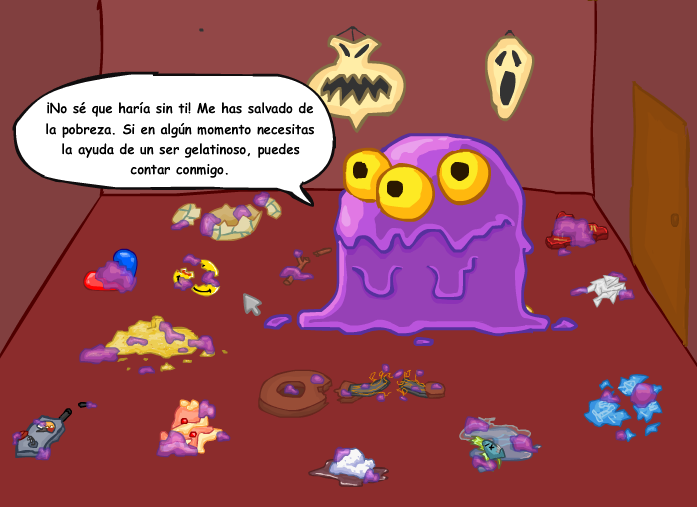 ¡No sé que haría sin ti! Me has salvado de
la pobreza. Si en algún momento necesitas
la ayuda de un ser gelatinoso, puedes
contar conmigo.